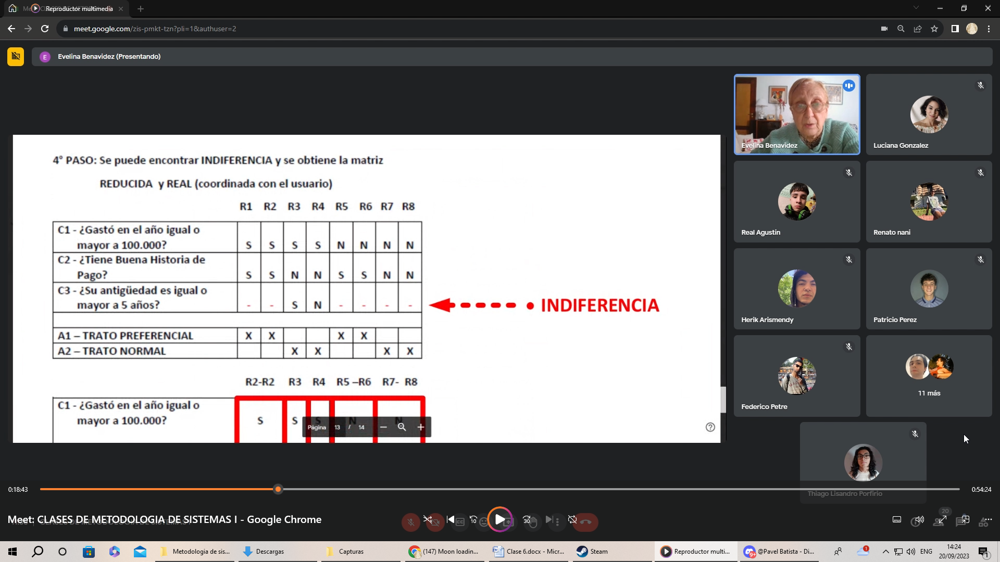 Reproductor multimedia
meet.google.com/zis-pmkt-tzn?pli=1&authuser=2
E
Evelina Benavidez (Presentando)
4° PASO: Se puede encontrar INDIFERENCIA y se obtiene la matriz
REDUCIDA y REAL (coordinada con el usuario)
R1 R2 R3 R4 R5 R6 R7 R8
C1 - ¿Gastó en el año igual o
mayor a 100.000? S S S S N N N N
C2 - ¿Tiene Buena Historia de
Pago? S S N N S S N N
C3 - ¿Su antigüedad es igual o
mayor a 5 años? - - S N - - - -
INDIFERENCIA
A1 – TRATO PREFERENCIAL X X X X
A2 – TRATO NORMAL X X X X
R2-R2 R3 R4 R5 –R6 R7- R8
C1 - ¿Gastó en el año igual o
mayor a 100.000? S S S N N
Página 13 / 14
Evelina Benavidez
Luciana Gonzalez
Real Agustin
Renato nani
Herik Arismendy
Patricio Perez
Federico Petre
11 más
Thiago Lisandro Porfirio
0:18:43
0:54:24
Meet: CLASES DE METODOLOGIA DE SISTEMAS I - Google Chrome
10
30
20
Metodologia de sis...
Descargas
Capturas
(147) Moon loadin...
Clase 6.docx - Micr...
Steam
Reproductor multi...
9+
@Pavel Batista - Di...
1
ENG
14:24
20/09/2023
1